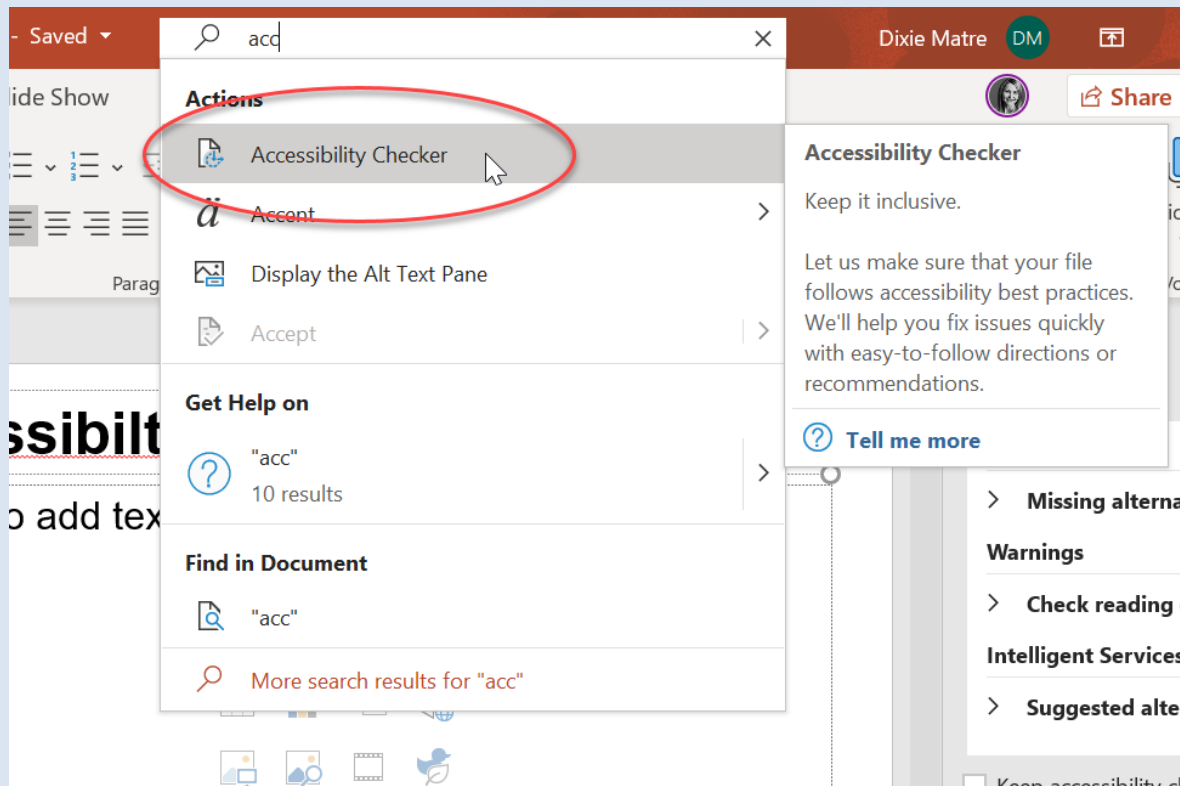 - Saved
acc
Dixie Matre
DM
ide Show
Share
Actions
Accessibility Checker
Accent
Display the Alt Text Pane
Accept
Parag
Get Help on
"acc"
10 results
Find in Document
"acc"
More search results for "acc"
Accessibility Checker
Keep it inclusive.
Let us make sure that your file
follows accessibility best practices.
We'll help you fix issues quickly
with easy-to-follow directions or
recommendations.
Tell me more
ssibilt
o add tex
Missing alterna
Warnings
Check reading
Intelligent Services
Suggested alte
Keep accessibility c